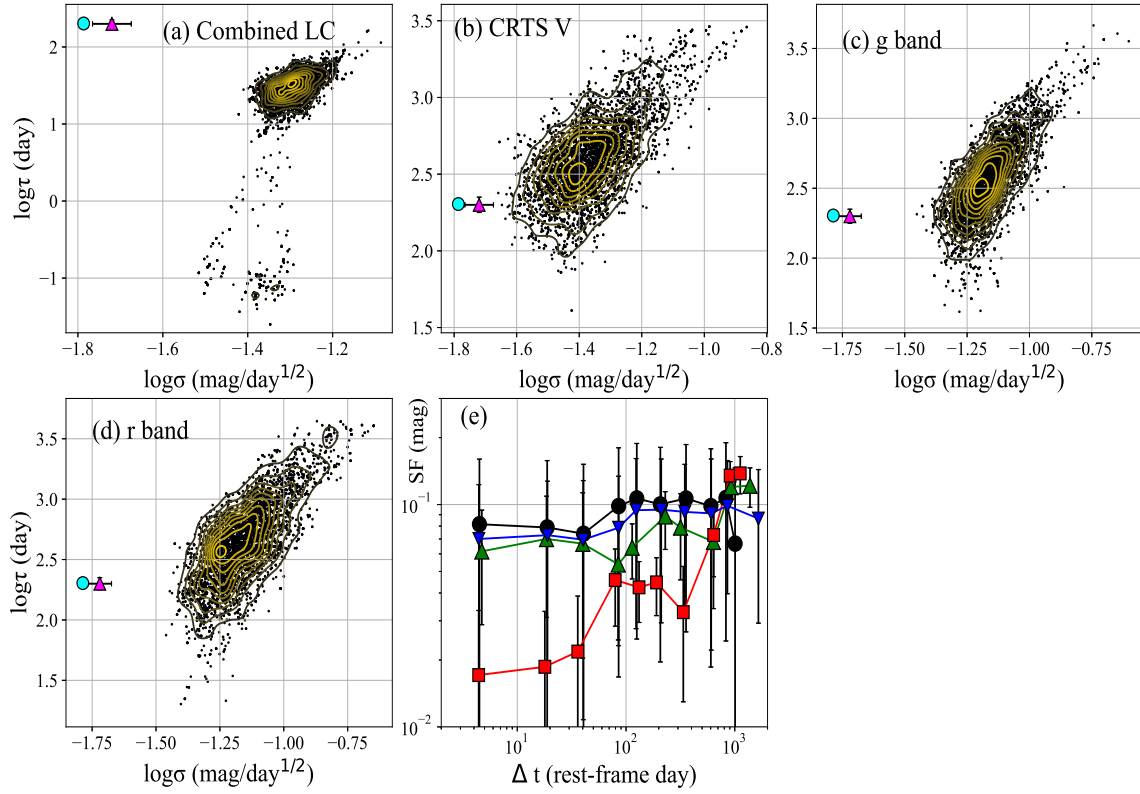 (a) Combined LC
logτ (day)
2
1
0
−1
−1.8 −1.6 −1.4 −1.2
logσ (mag/day^1/2)
(b) CRTS V
3.5
3.0
2.5
2.0
1.5
−1.8 −1.6 −1.4 −1.2 −1.0 −0.8
logσ (mag/day^1/2)
(c) g band
3.5
3.0
2.5
2.0
1.5
−1.75 −1.50 −1.25 −1.00 −0.75
logσ (mag/day^1/2)
(d) r band
logτ (day)
3.5
3.0
2.5
2.0
1.5
−1.75 −1.50 −1.25 −1.00 −0.75
logσ (mag/day^1/2)
(e)
SF (mag)
10^−1
10^−2
10^1 10^2 10^3
Δ t (rest-frame day)